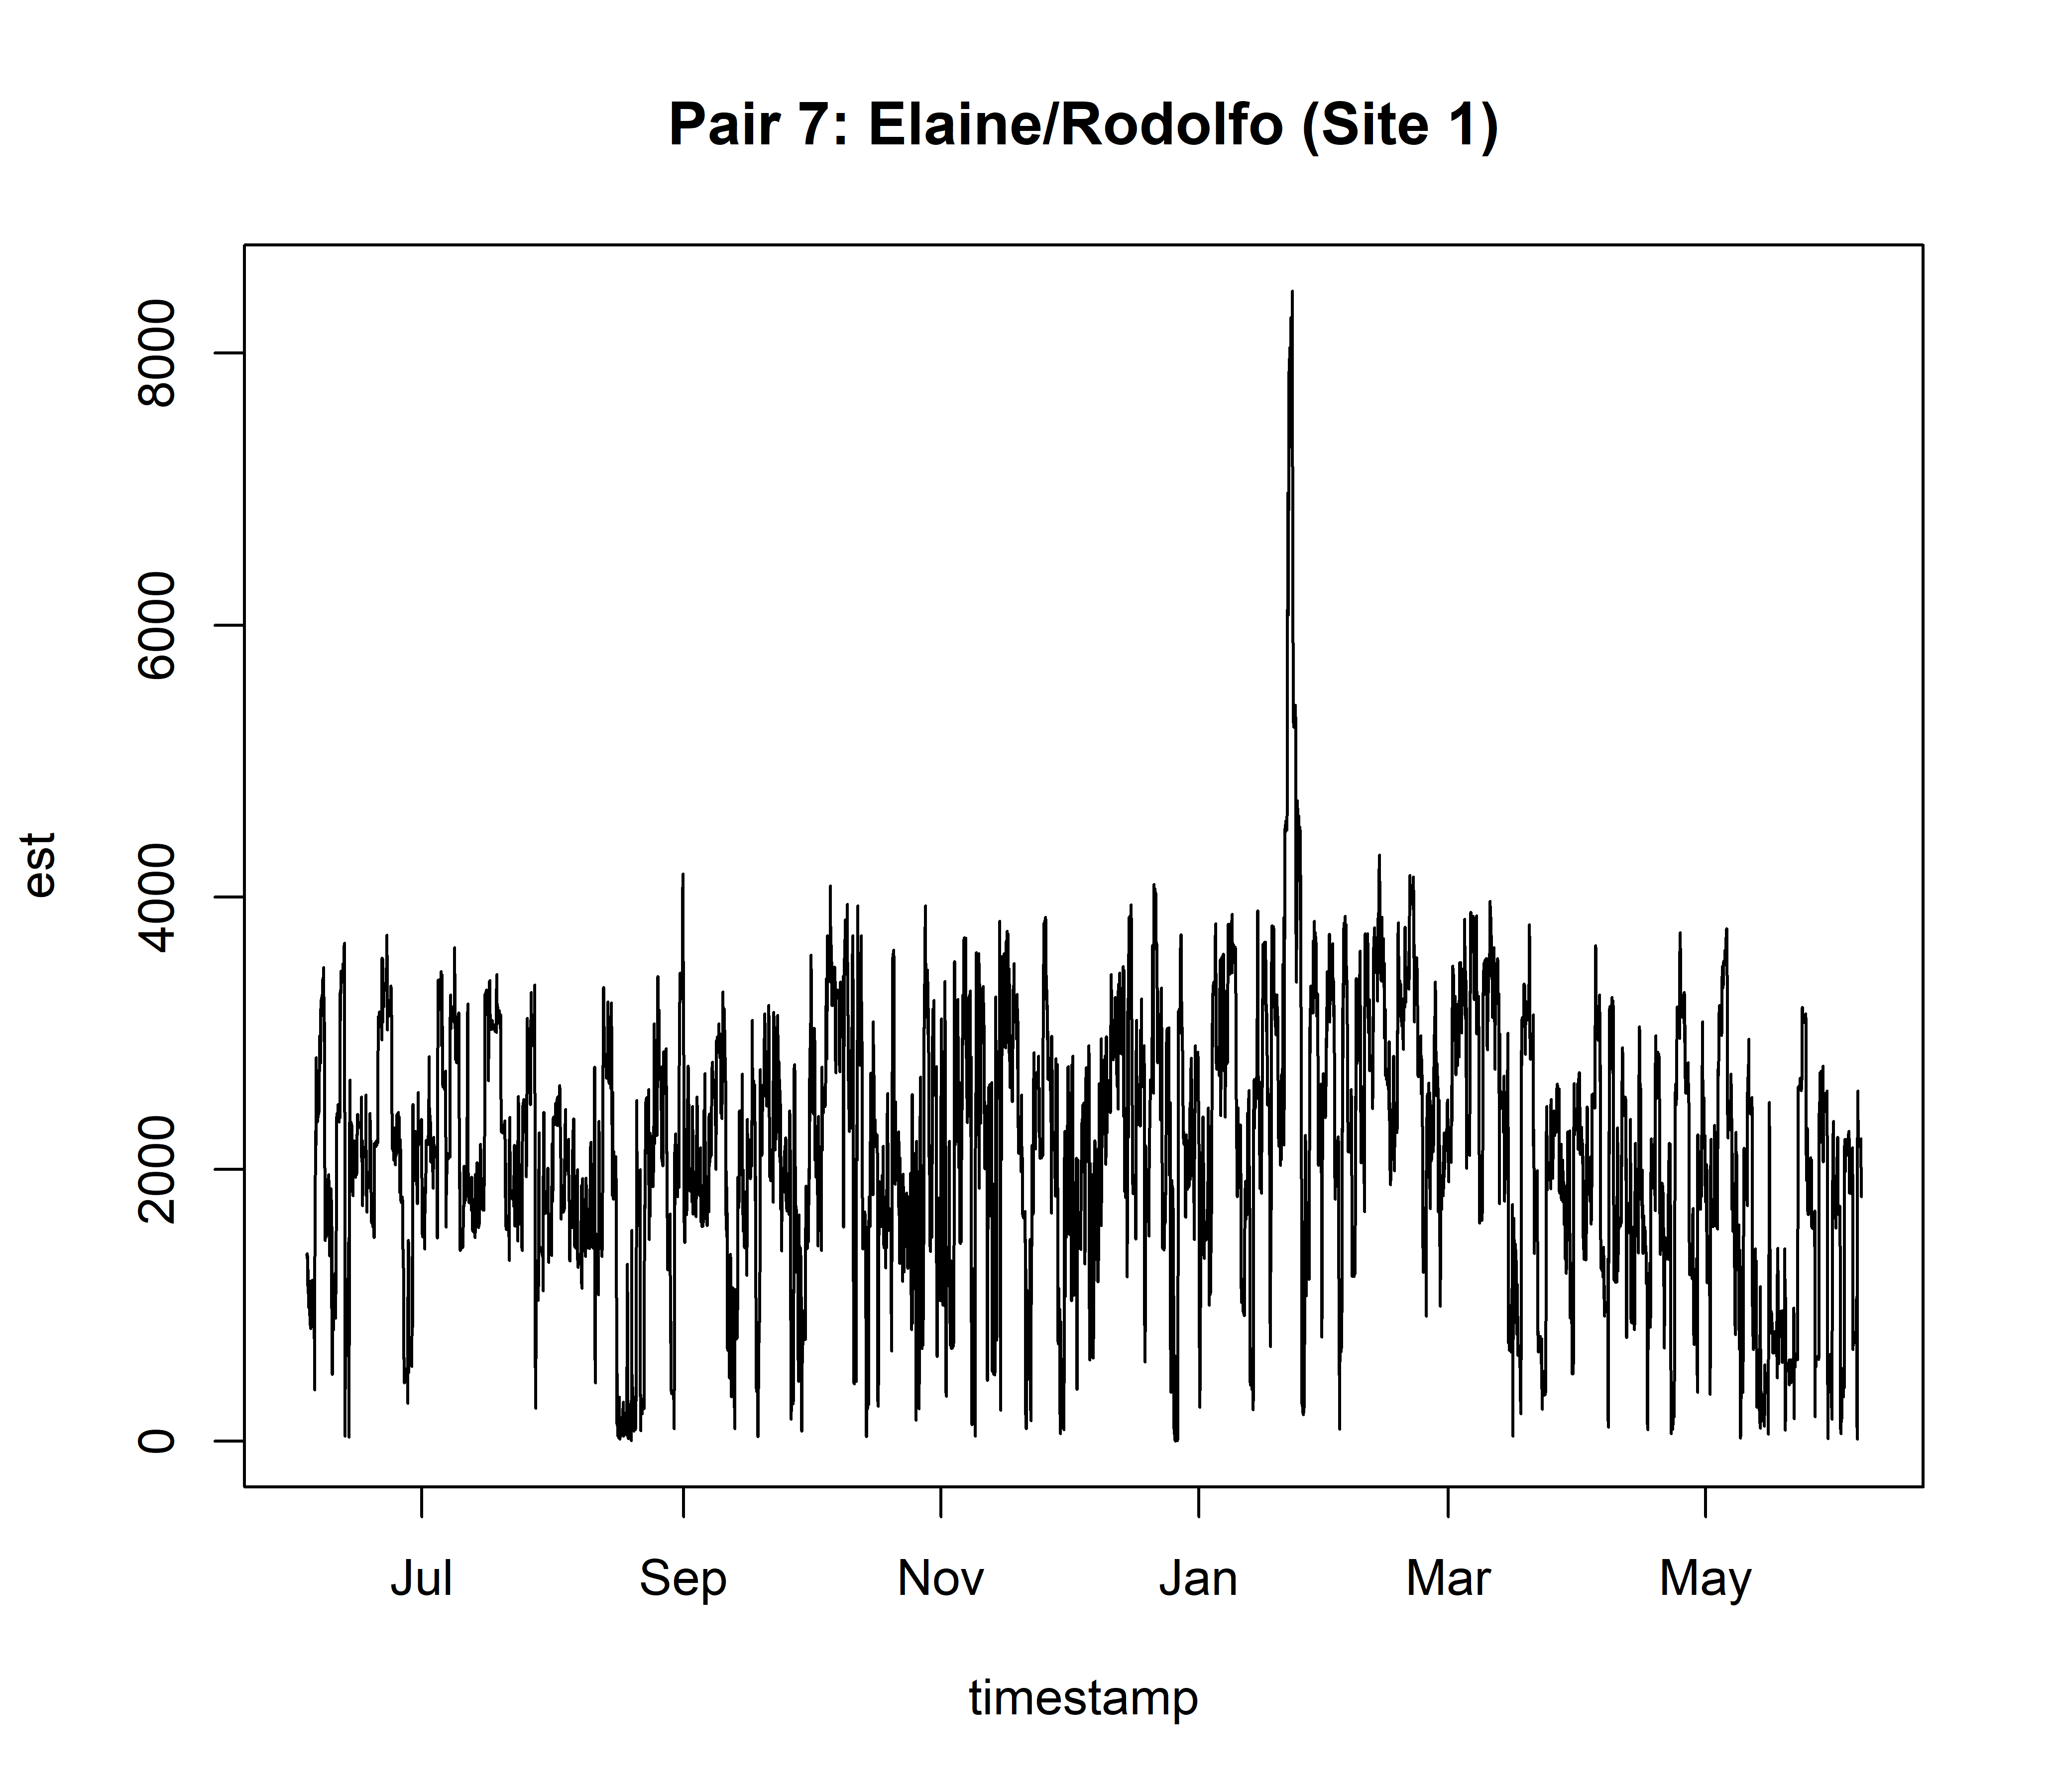 Pair 7: Elaine/Rodolfo (Site 1)
8000
6000
4000
2000
0
est
Jul Sep Nov Jan Mar May
timestamp